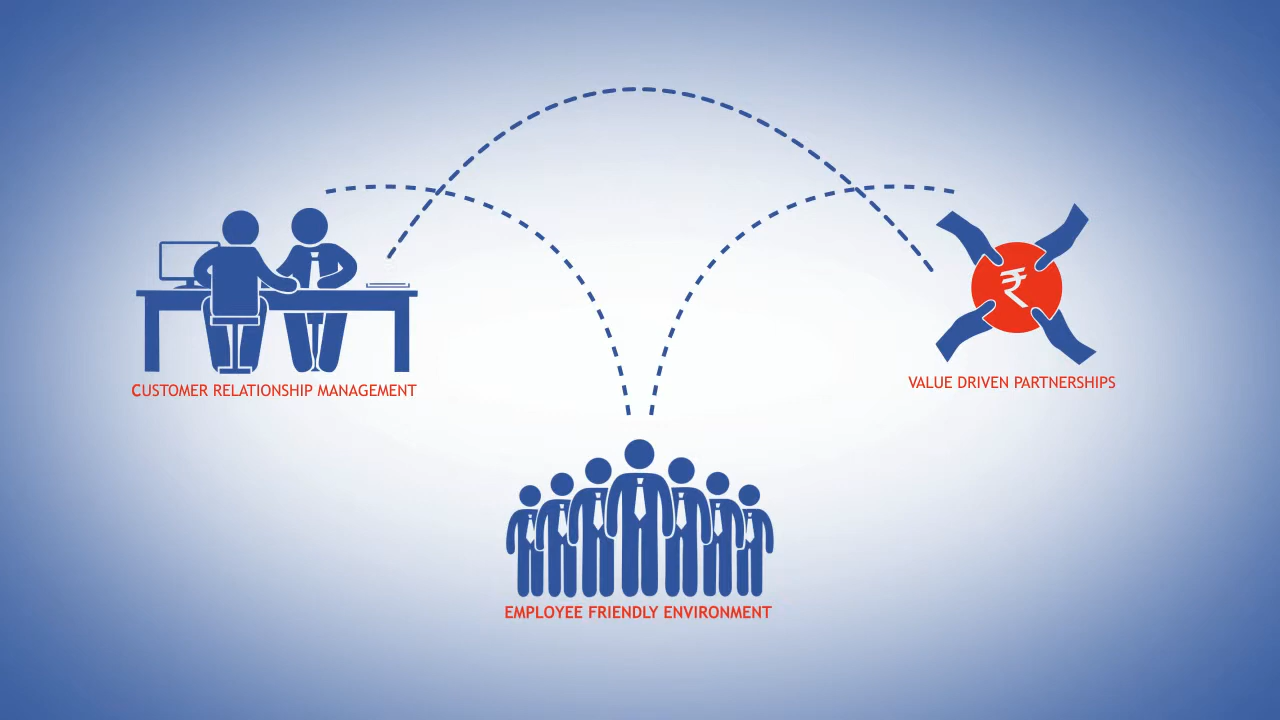 CUSTOMER RELATIONSHIP MANAGEMENT
₹
VALUE DRIVEN PARTNERSHIPS
EMPLOYEE FRIENDLY ENVIRONMENT